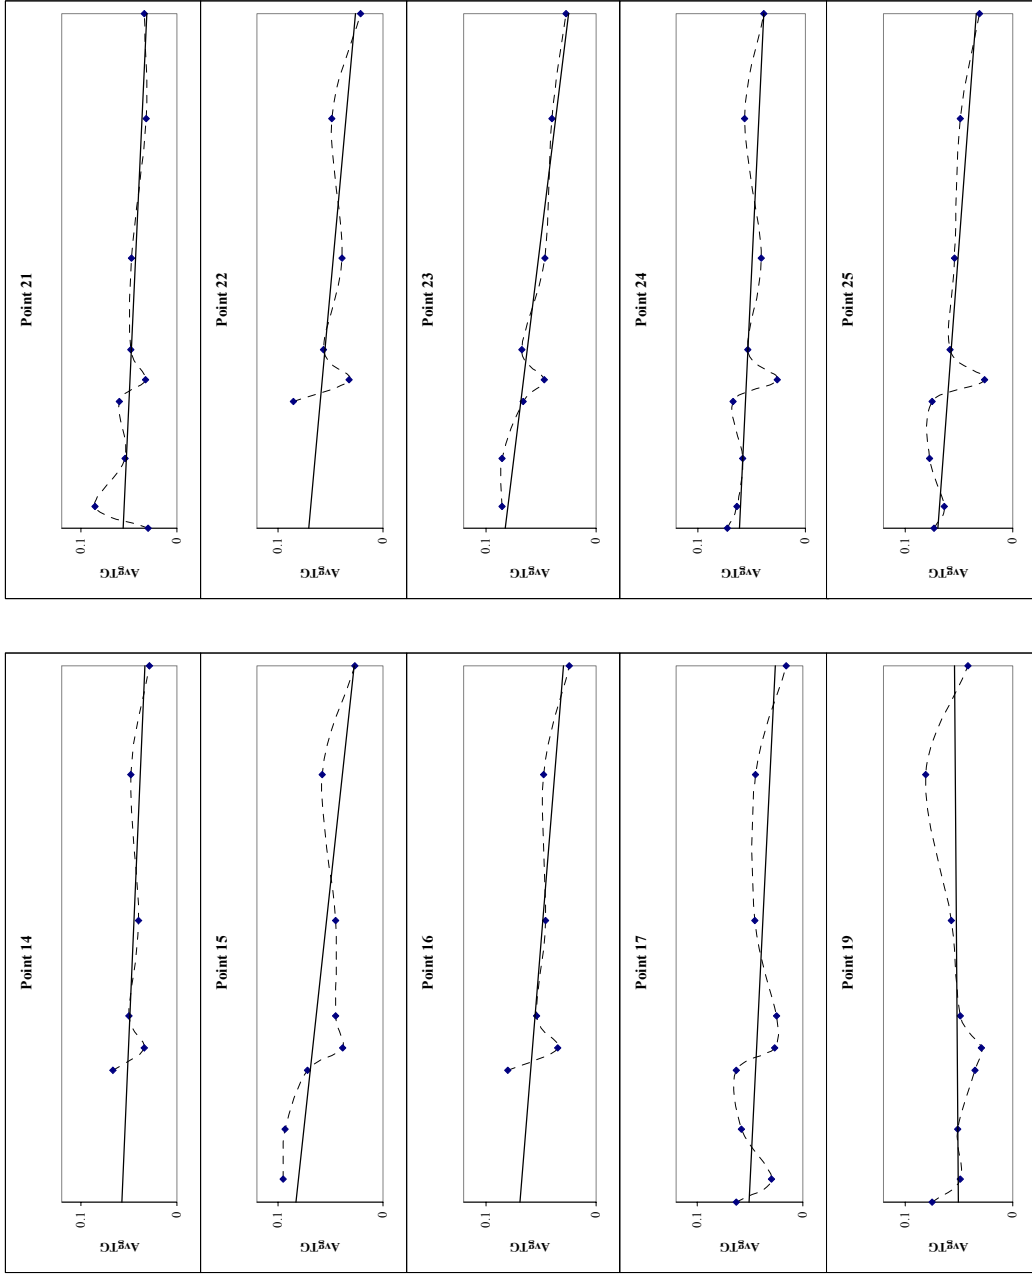 Point 14
0.1
AvgTG
0
Point 21
0.1
AvgTG
0
Point 15
0.1
AvgTG
0
Point 22
0.1
AvgTG
0
Point 16
0.1
AvgTG
0
Point 23
0.1
AvgTG
0
Point 17
0.1
AvgTG
0
Point 24
0.1
AvgTG
0
Point 19
0.1
AvgTG
0
Point 25
0.1
AvgTG
0